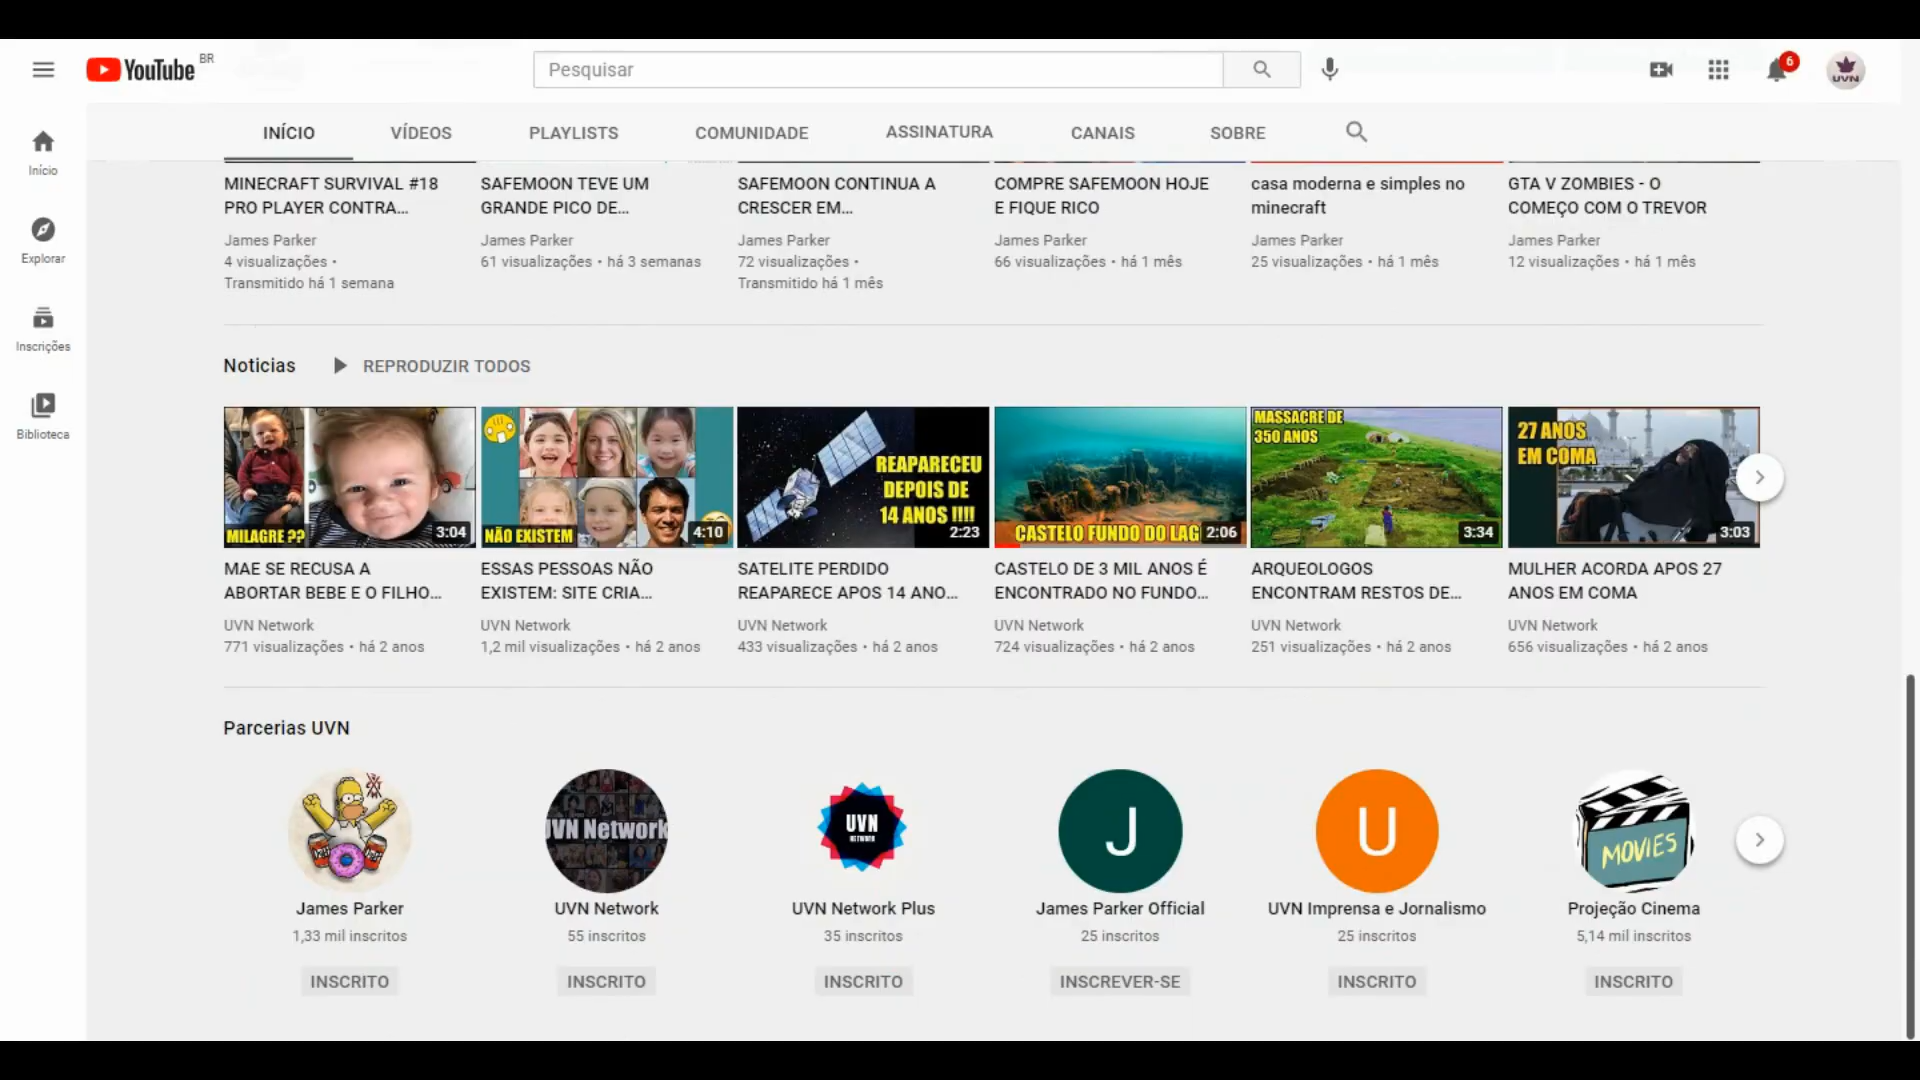 YouTube BR
Pesquisar
6
UVN
INÍCIO VÍDEOS PLAYLISTS COMUNIDADE ASSINATURA CANAIS SOBRE
Início
Explorar
Inscrições
Biblioteca
MINECRAFT SURVIVAL #18
PRO PLAYER CONTRA...
James Parker
4 visualizações •
Transmitido há 1 semana
SAFEMOON TEVE UM
GRANDE PICO DE...
James Parker
61 visualizações • há 3 semanas
SAFEMOON CONTINUA A
CRESCER EM...
James Parker
72 visualizações •
Transmitido há 1 mês
COMPRE SAFEMOON HOJE
E FIQUE RICO
James Parker
66 visualizações • há 1 mês
casa moderna e simples no
minecraft
James Parker
25 visualizações • há 1 mês
GTA V ZOMBIES - O
COMEÇO COM O TREVOR
James Parker
12 visualizações • há 1 mês
Noticias REPRODUZIR TODOS
MILAGRE ??
3:04
MAE SE RECUSA A
ABORTAR BEBE E O FILHO...
UVN Network
771 visualizações • há 2 anos
NÃO EXISTEM
4:10
ESSAS PESSOAS NÃO
EXISTEM: SITE CRIA...
UVN Network
1,2 mil visualizações • há 2 anos
REAPARECEU
DEPOIS DE
14 ANOS !!!!
2:23
SATELITE PERDIDO
REAPARECE APOS 14 ANO...
UVN Network
433 visualizações • há 2 anos
CASTELO FUNDO DO LAG
2:06
CASTELO DE 3 MIL ANOS É
ENCONTRADO NO FUNDO...
UVN Network
724 visualizações • há 2 anos
MASSACRE DE
350 ANOS
3:34
ARQUEOLOGOS
ENCONTRAM RESTOS DE...
UVN Network
251 visualizações • há 2 anos
27 ANOS
EM COMA
3:03
MULHER ACORDA APOS 27
ANOS EM COMA
UVN Network
656 visualizações • há 2 anos
Parcerias UVN
James Parker
1,33 mil inscritos
INSCRITO
UVN Network
UVN Network
55 inscritos
INSCRITO
UVN
NETWORK
UVN Network Plus
35 inscritos
INSCRITO
J
James Parker Official
25 inscritos
INSCREVER-SE
U
UVN Imprensa e Jornalismo
25 inscritos
INSCRITO
MOVIES
Projeção Cinema
5,14 mil inscritos
INSCRITO